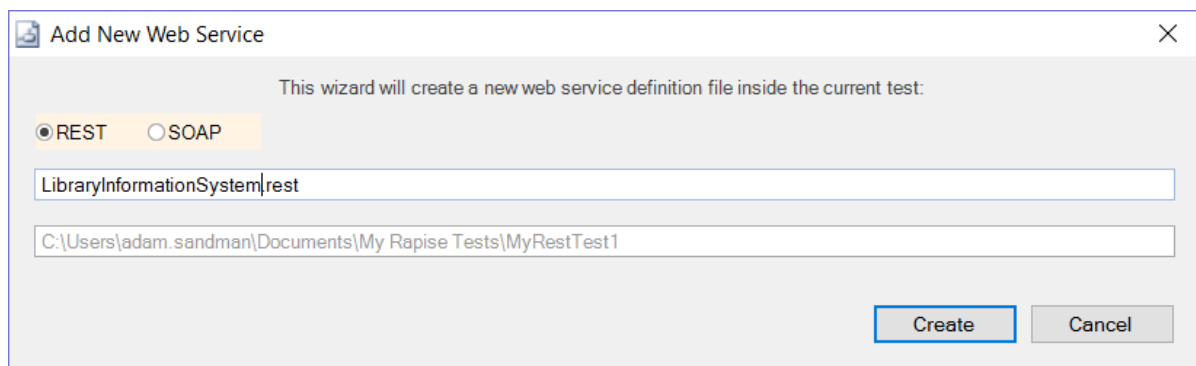 Add New Web Service
This wizard will create a new web service definition file inside the current test:
REST SOAP
LibraryInformationSystem.rest
C:\Users\adam.sandman\Documents\My Rapise Tests\MyRestTest1
Create Cancel